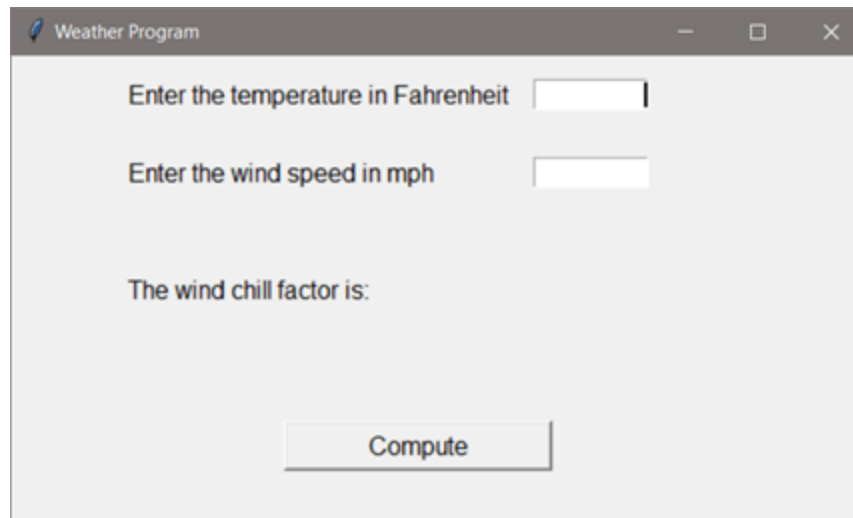 Weather Program
Enter the temperature in Fahrenheit
Enter the wind speed in mph
The wind chill factor is:
Compute